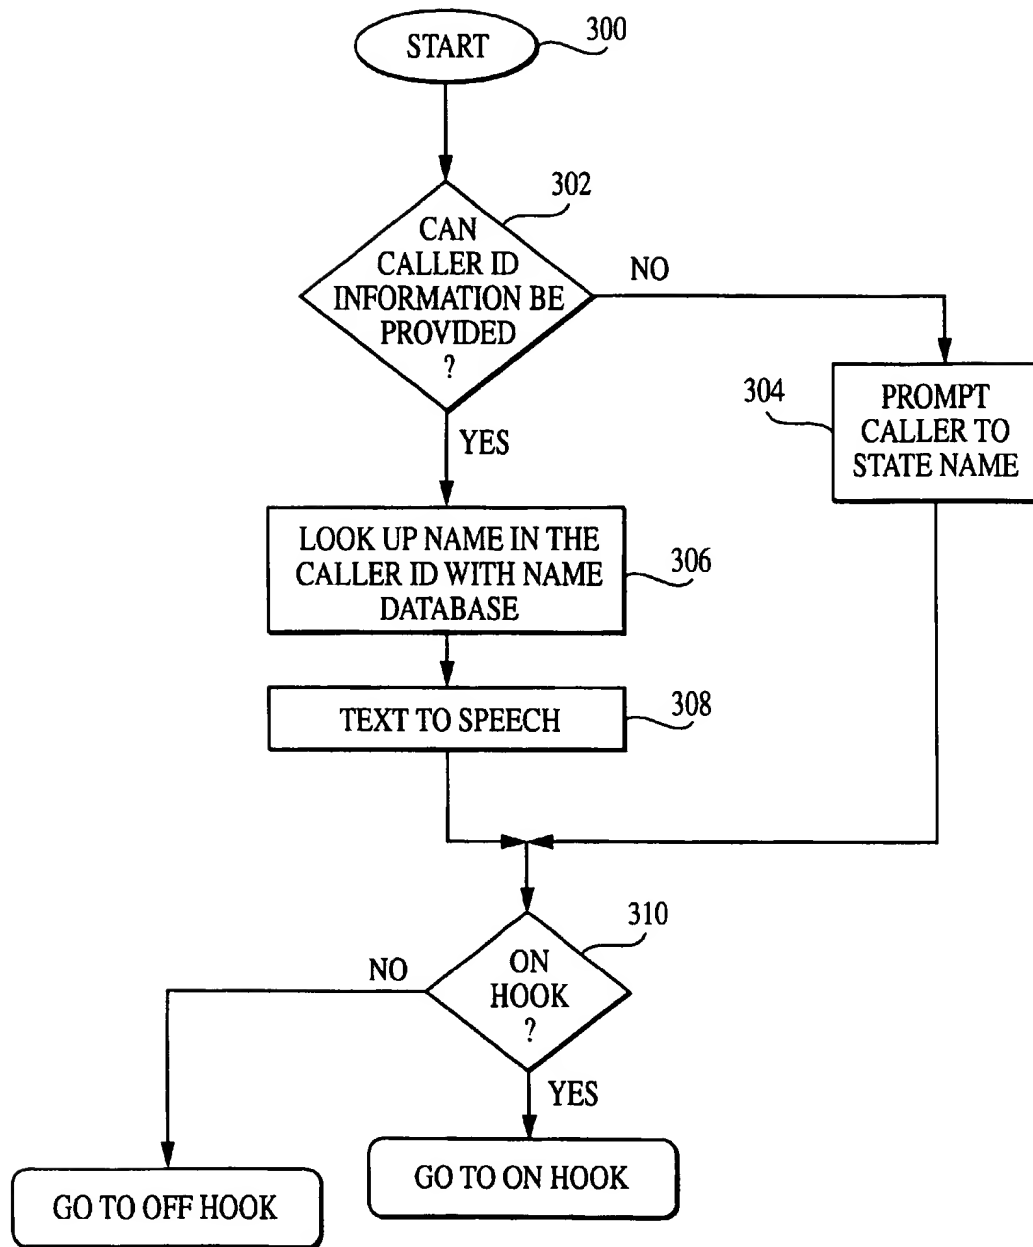 START
300
302
CAN
CALLER ID
INFORMATION BE
PROVIDED
?
NO
YES
304
PROMPT
CALLER TO
STATE NAME
LOOK UP NAME IN THE
CALLER ID WITH NAME
DATABASE
306
TEXT TO SPEECH
308
310
ON
HOOK
?
NO
YES
GO TO ON HOOK
GO TO OFF HOOK